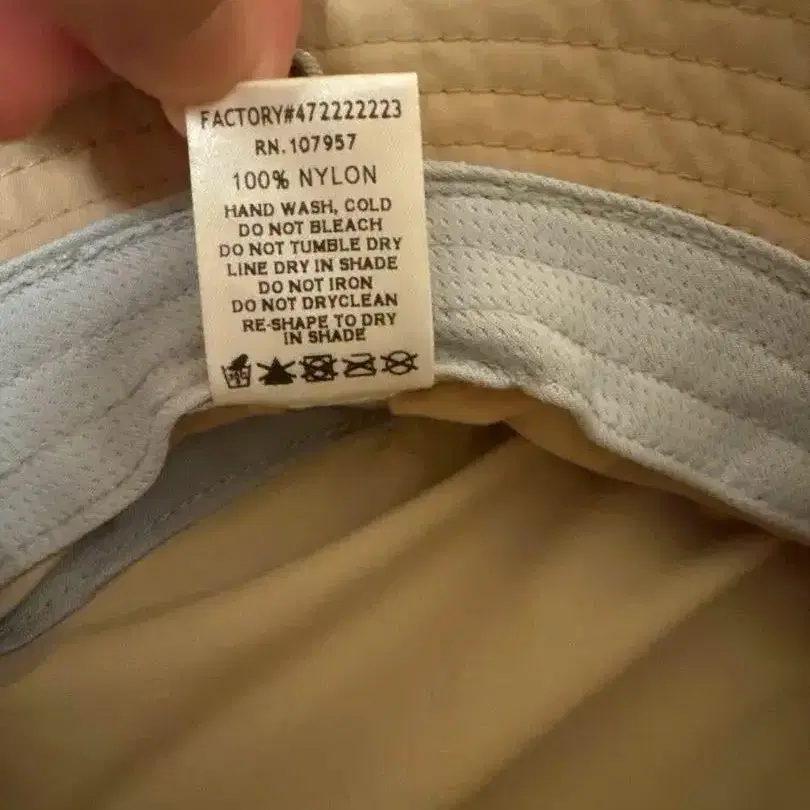 FACTORY#472222223
RN.107957
100% NYLON
HAND WASH, COLD
DO NOT BLEACH
DO NOT TUMBLE DRY
LINE DRY IN SHADE
DO NOT IRON
DO NOT DRYCLEAN
RE-SHAPE TO DRY
IN SHADE